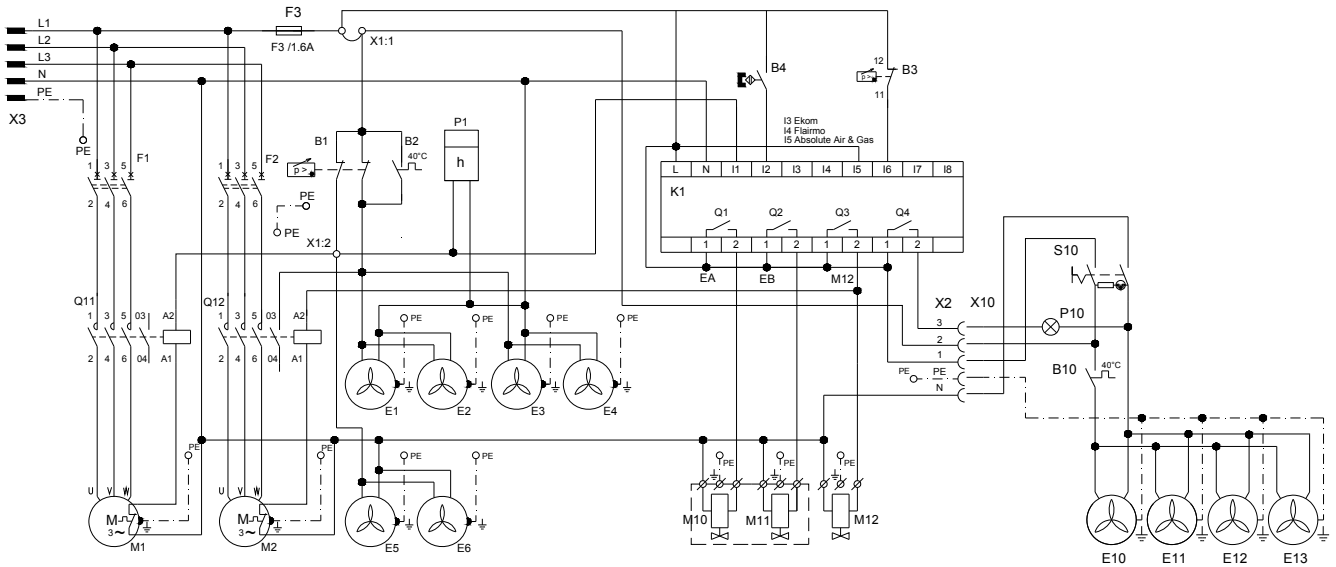 F3
L1
F3 /1.6A
X1:1
L2
L3
N
PE
X3
PE
B4
12
B3
p >
11
I3 Ekom
I4 Flairmo
I5 Absolute Air & Gas
F1
1 3 5
2 4 6
F2
1 3 5
2 4 6
B1
B2
40°C
p >
P1
h
PE
PE
X1:2
L N I1 I2 I3 I4 I5 I6 I7 I8
K1
Q1 Q2 Q3 Q4
1 2 1 2 1 2 1 2
EA EB M12
S10
X2 X10
P10
3
2
1
PE PE
N
B10
40°C
Q11
1 3 5 03
2 4 6 04
A2
A1
Q12
1 3 5 03
2 4 6 04
A2
A1
PE PE PE PE
E1 E2 E3 E4
PE PE PE PE
PE PE PE
U V W
M
3~
M1
U V W
M
3~
M2
E5 E6
M10 M11 M12
E10 E11 E12 E13